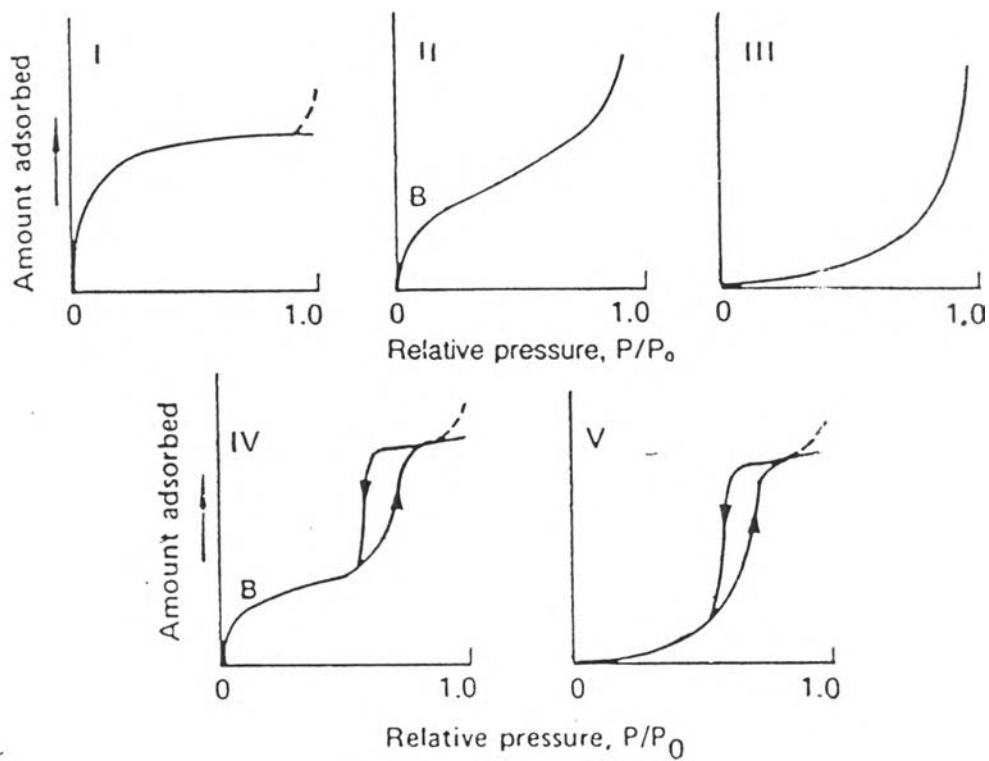 I
II
III
Amount adsorbed
B
0
1.0
0
1.0
0
1.0
Relative pressure, P/P₀
IV
V
Amount adsorbed
B
0
1.0
0
1.0
Relative pressure, P/P₀